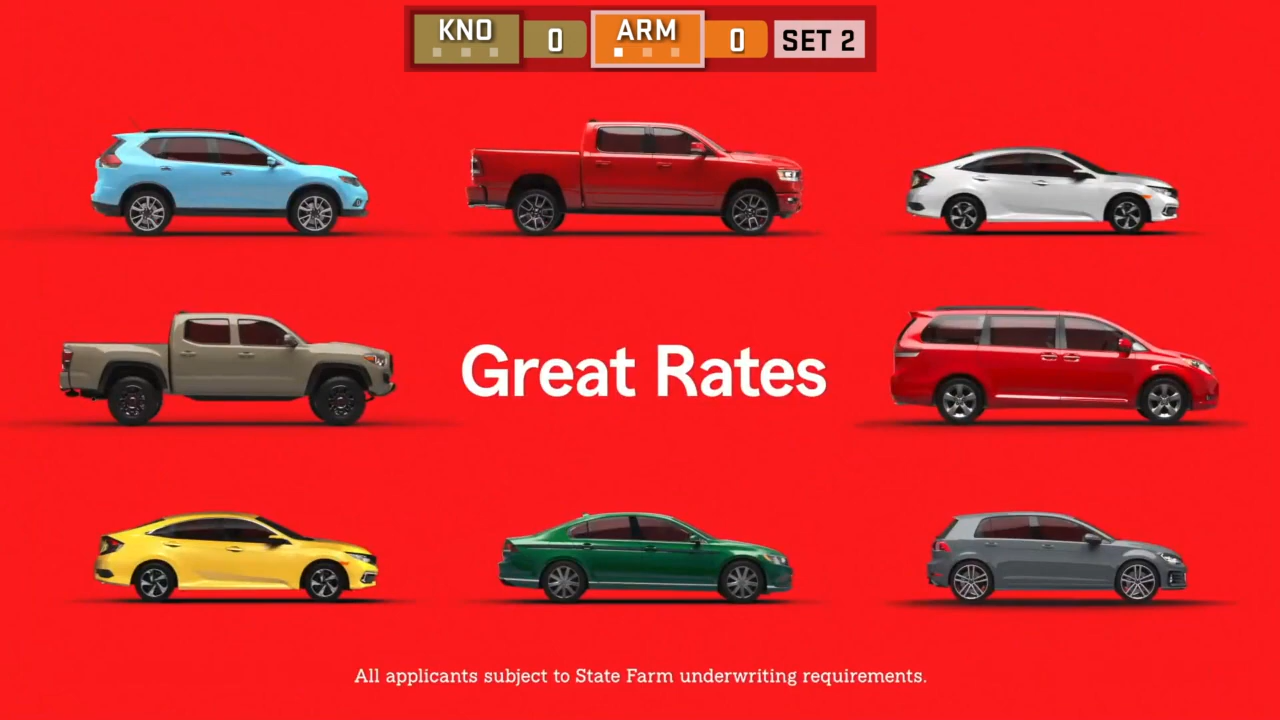 KNO 0 ARM 0 SET 2
Great Rates
All applicants subject to State Farm underwriting requirements.